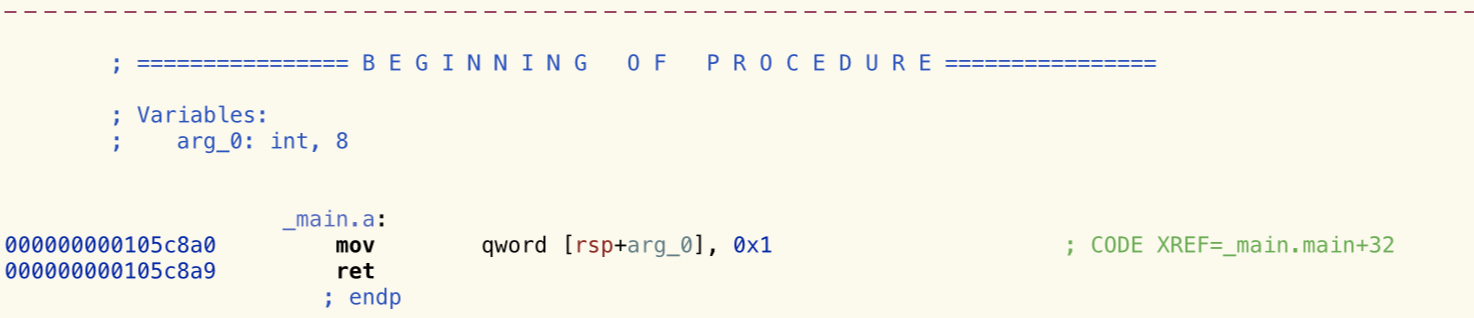 ; ================ B E G I N N I N G   O F   P R O C E D U R E ================
; Variables:
;    arg_0: int, 8
_main.a:
000000000105c8a0         mov        qword [rsp+arg_0], 0x1                      ; CODE XREF=_main.main+32
000000000105c8a9         ret
; endp